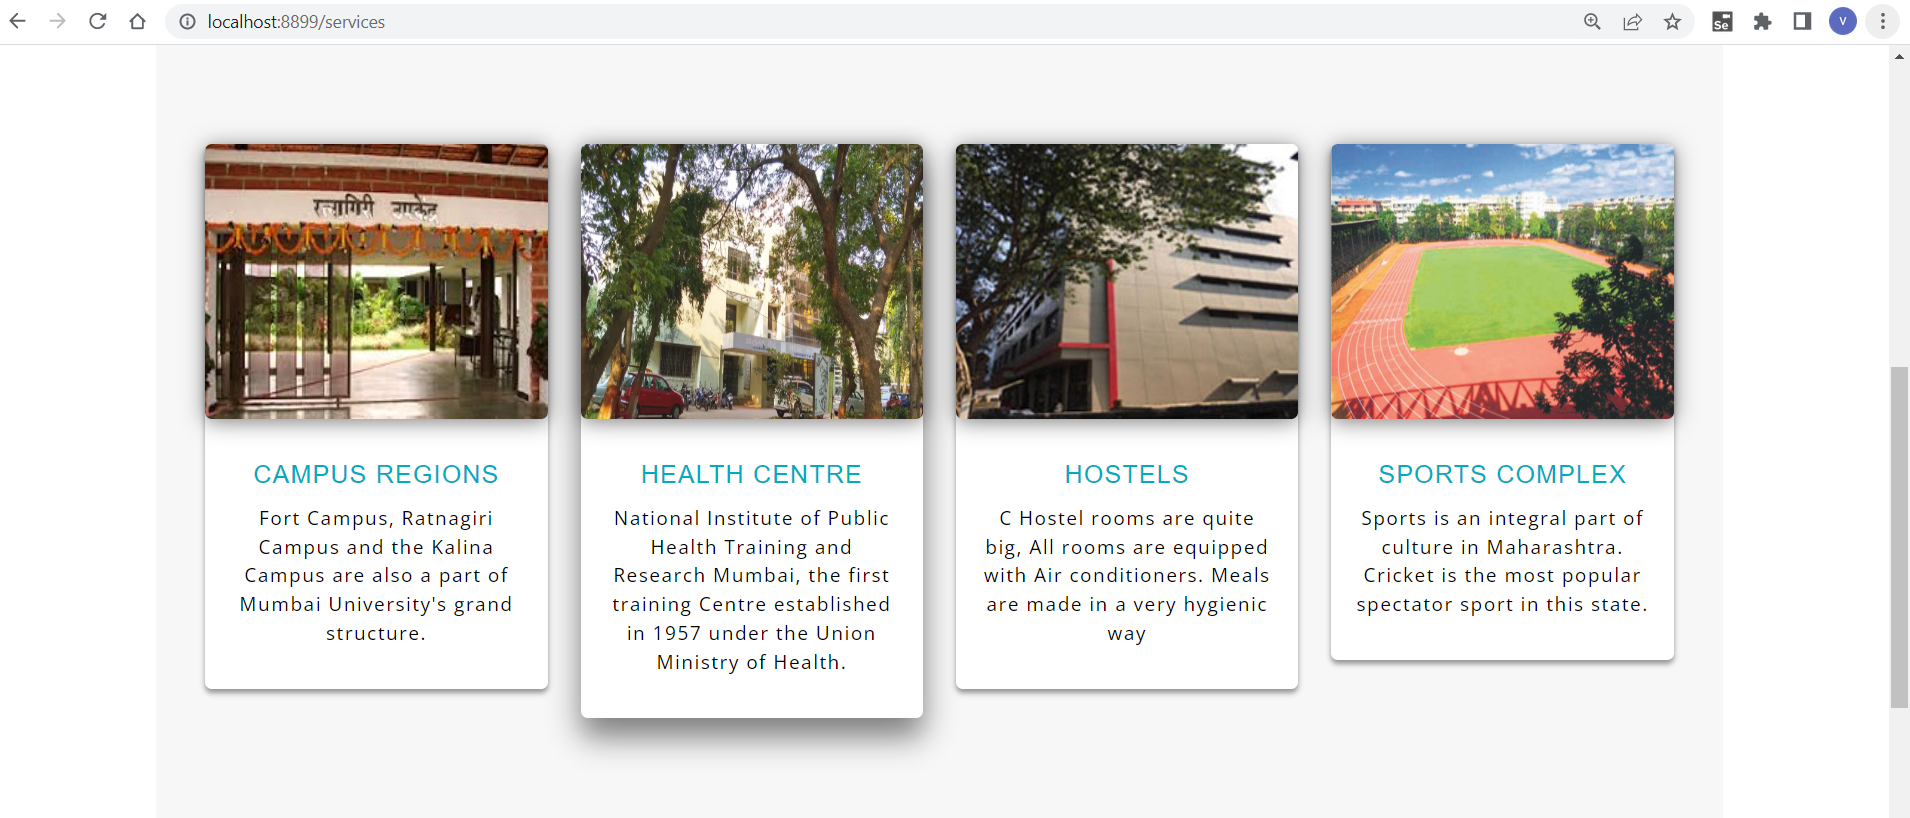 localhost:8899/services
Se
V
रत्नागिरी उपकेंद्र
CAMPUS REGIONS
Fort Campus, Ratnagiri
Campus and the Kalina
Campus are also a part of
Mumbai University's grand
structure.
HEALTH CENTRE
National Institute of Public
Health Training and
Research Mumbai, the first
training Centre established
in 1957 under the Union
Ministry of Health.
HOSTELS
C Hostel rooms are quite
big, All rooms are equipped
with Air conditioners. Meals
are made in a very hygienic
way
SPORTS COMPLEX
Sports is an integral part of
culture in Maharashtra.
Cricket is the most popular
spectator sport in this state.